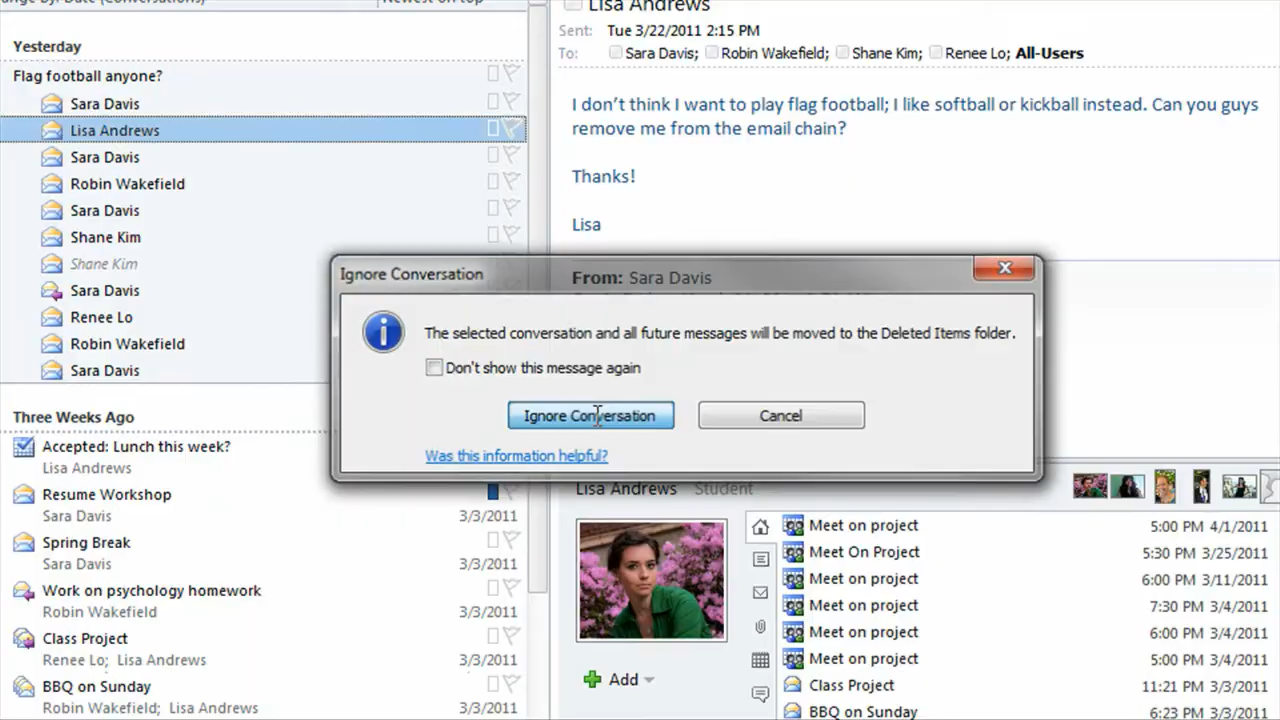 nge By: Date (Conversations)
Newest on top
Yesterday
Flag football anyone?
Sara Davis
Lisa Andrews
Sara Davis
Robin Wakefield
Sara Davis
Shane Kim
Shane Kim
Sara Davis
Renee Lo
Robin Wakefield
Sara Davis
Three Weeks Ago
Accepted: Lunch this week?
Lisa Andrews
Resume Workshop
Sara Davis 3/3/2011
Spring Break
Sara Davis 3/3/2011
Work on psychology homework
Robin Wakefield 3/3/2011
Class Project
Renee Lo; Lisa Andrews 3/3/2011
BBQ on Sunday
Robin Wakefield; Lisa Andrews 3/3/2011
Lisa Andrews
Sent: Tue 3/22/2011 2:15 PM
To: Sara Davis; Robin Wakefield; Shane Kim; Renee Lo; All-Users
I don't think I want to play flag football; I like softball or kickball instead. Can you guys
remove me from the email chain?
Thanks!
Lisa
Ignore Conversation
From: Sara Davis
The selected conversation and all future messages will be moved to the Deleted Items folder.
Don't show this message again
Ignore Conversation
Cancel
Was this information helpful?
Lisa Andrews Student
Add
Meet on project 5:00 PM 4/1/2011
Meet On Project 5:30 PM 3/25/2011
Meet on project 6:00 PM 3/11/2011
Meet on project 7:30 PM 3/4/2011
Meet on project 6:00 PM 3/4/2011
Meet on project 5:00 PM 3/4/2011
Class Project 11:21 PM 3/3/2011
BBQ on Sunday 6:23 PM 3/3/2011